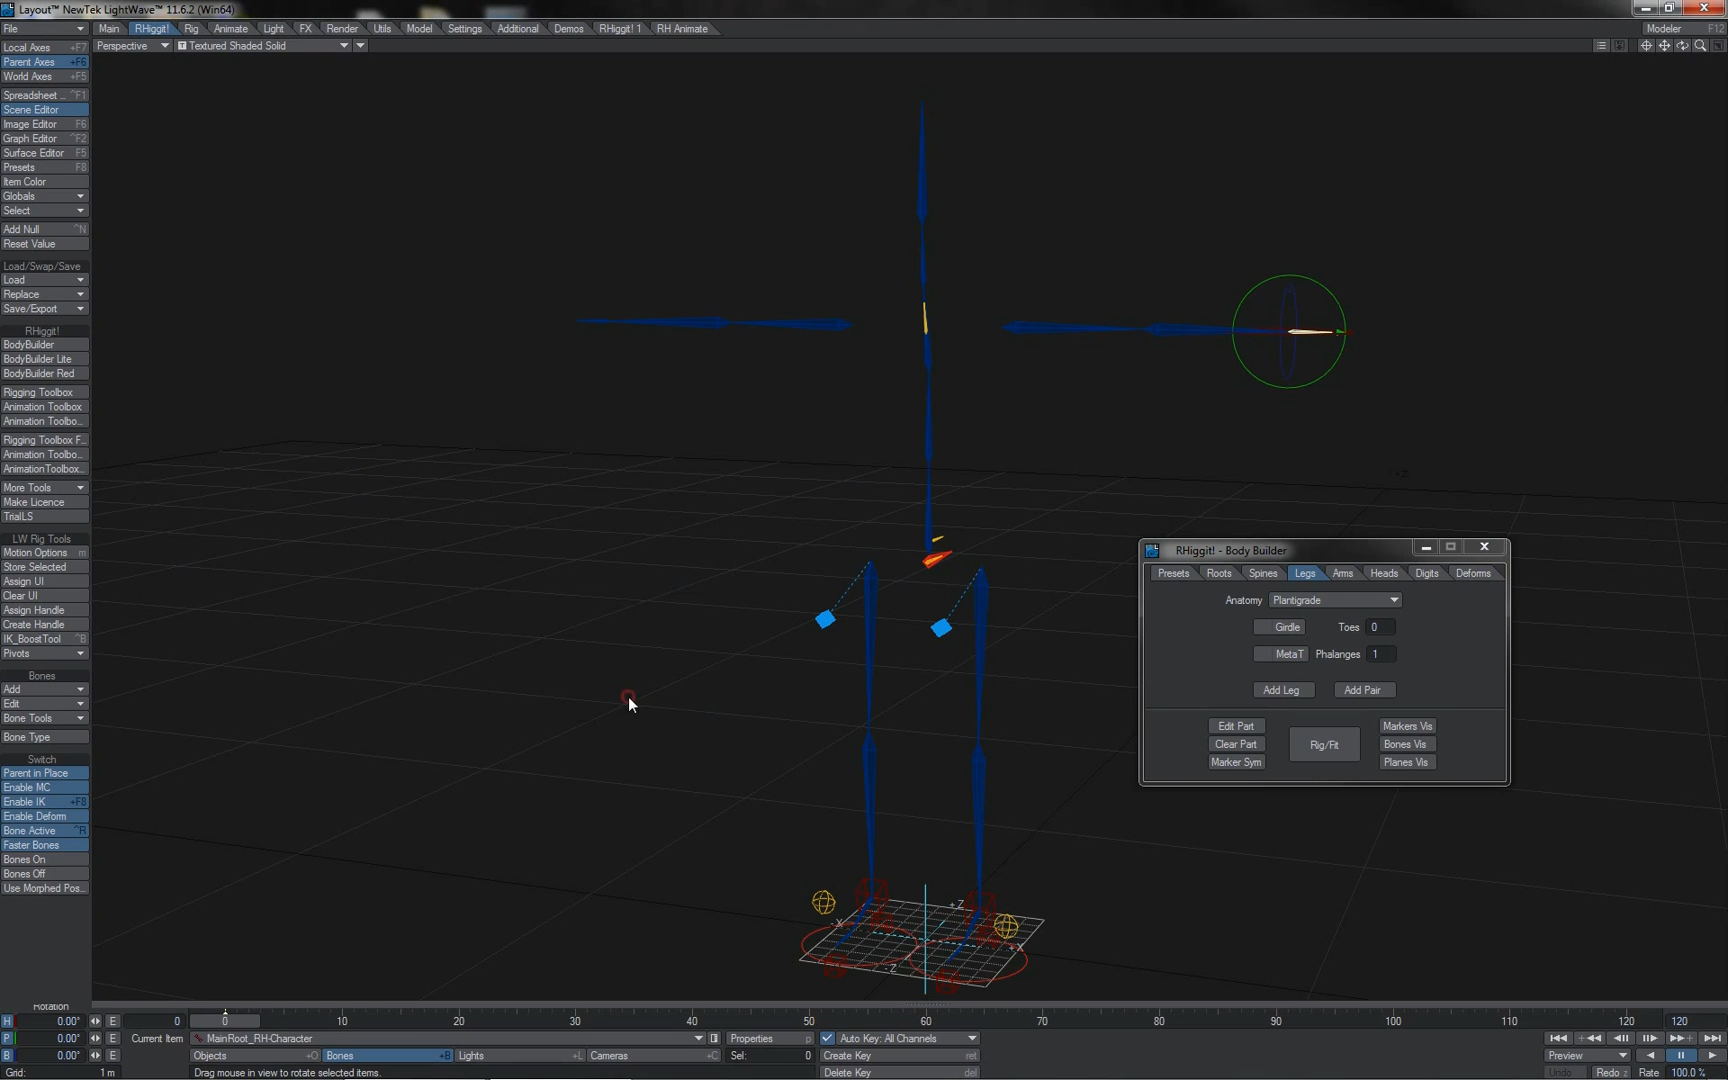 Layout™ NewTek LightWave™ 11.6.2 (Win64)
File Main RHiggit! Rig Animate Light FX Render Utils Model Settings Additional Demos RHiggit! 1 RH Animate Modeler F12
Local Axes +F7 Perspective Textured Shaded Solid
Parent Axes +F6
World Axes +F5
Spreadsheet ... ^F1
Scene Editor
Image Editor F6
Graph Editor ^F2
Surface Editor F5
Presets F8
Item Color
Globals
Select
Add Null ^N
Reset Value
Load/Swap/Save
Load
Replace
Save/Export
RHiggit!
BodyBuilder
BodyBuilder Lite
BodyBuilder Red
Rigging Toolbox
Animation Toolbox
Animation Toolbo...
Rigging Toolbox F...
Animation Toolbo...
AnimationToolbox...
More Tools
Make Licence
TrialLS
LW Rig Tools
Motion Options m
Store Selected
Assign UI
Clear UI
Assign Handle
Create Handle
IK_BoostTool ^B
Pivots
Bones
Add
Edit
Bone Tools
Bone Type
Switch
Parent in Place
Enable MC
Enable IK +F8
Enable Deform
Bone Active ^R
Faster Bones
Bones On
Bones Off
Use Morphed Pos...
+Z
RHiggit! - Body Builder
Presets Roots Spines Legs Arms Heads Digits Deforms
Anatomy Plantigrade
Girdle Toes 0
MetaT Phalanges 1
Add Leg Add Pair
Edit Part Markers Vis
Clear Part Rig/Fit Bones Vis
Marker Sym Planes Vis
+Z
-X
+X
-Z
Rotation
H 0.00° E 0 0 10 20 30 40 50 60 70 80 90 100 110 120 120
P 0.00° E Current Item MainRoot_RH-Character Properties p Auto Key: All Channels
B 0.00° E Objects +O Bones +B Lights +L Cameras +C Sel: 0 Create Key ret Preview
Grid: 1 m Drag mouse in view to rotate selected items. Delete Key del Undo Redo z Rate 100.0 %